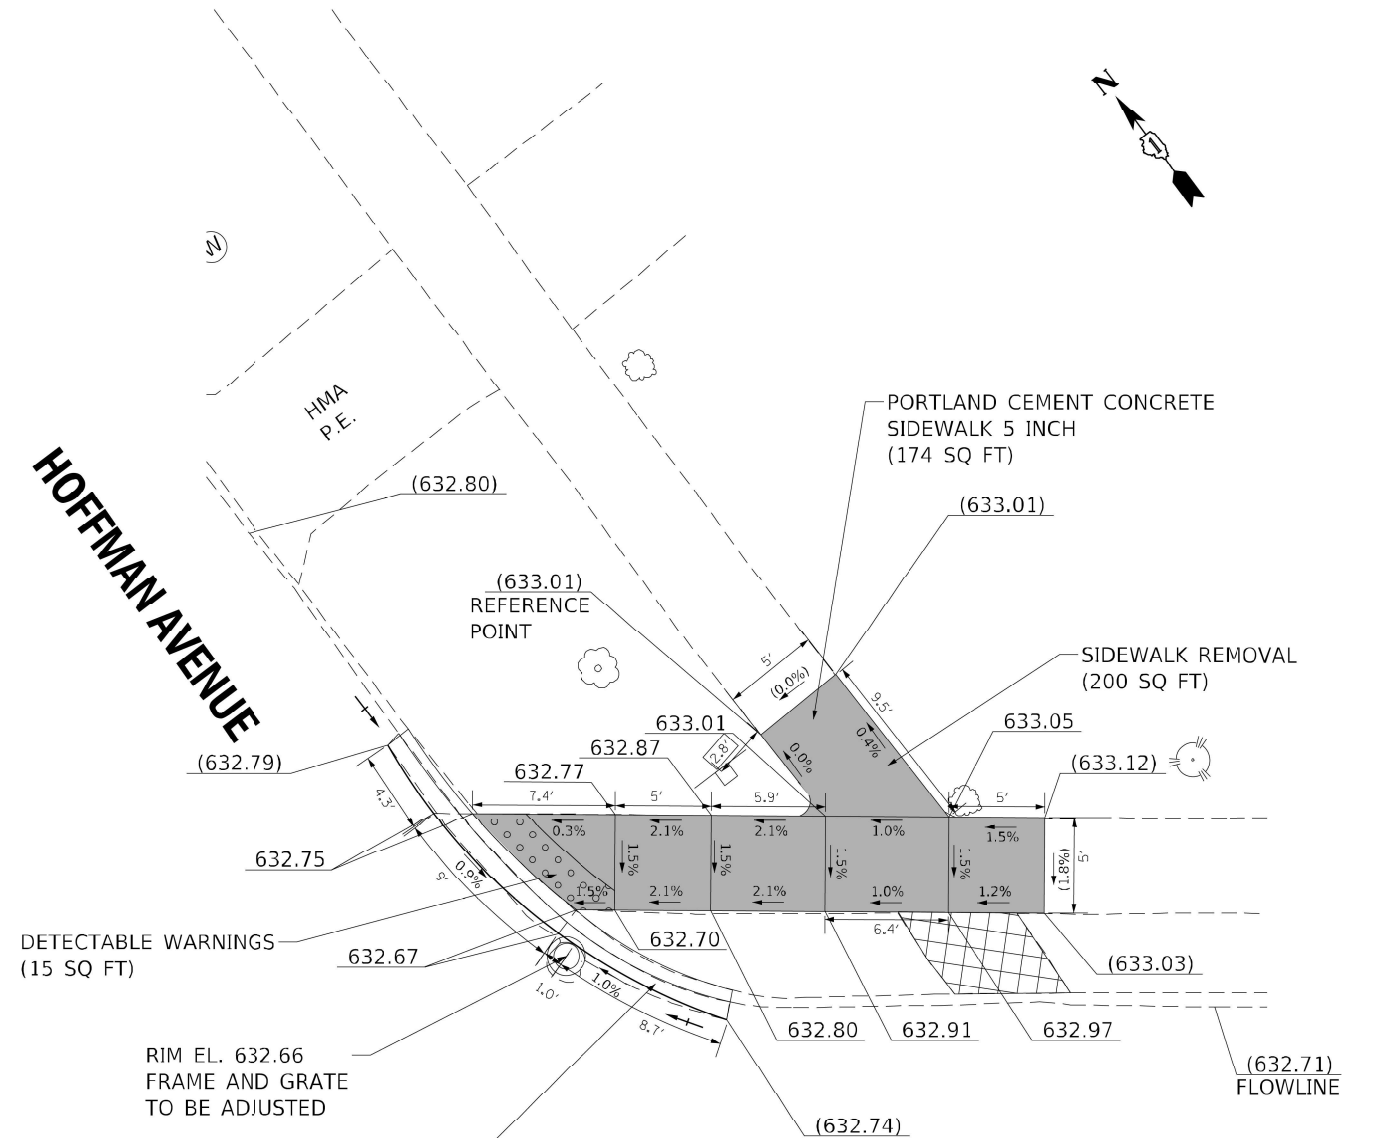 N
1
W
HMA
P.E.
HOFFMAN AVENUE
PORTLAND CEMENT CONCRETE
SIDEWALK 5 INCH
(174 SQ FT)
(632.80)
(633.01)
(633.01)
REFERENCE
POINT
SIDEWALK REMOVAL
(200 SQ FT)
5'
(0.0%)
9.5'
633.01
633.05
0.4%
632.87
2.8'
0.0%
(632.79)
632.77
(633.12)
4.3'
7.4'
5'
5.9'
5'
0.3%
2.1%
2.1%
1.0%
1.5%
632.75
1.5%
1.5%
.5%
.5%
(1.8%)
5'
5'
0.9%
1.5%
2.1%
2.1%
1.0%
1.2%
6.4'
DETECTABLE WARNINGS
(15 SQ FT)
632.70
632.67
(633.03)
1.0'
1.0%
8.7'
632.80
632.91
632.97
RIM EL. 632.66
FRAME AND GRATE
TO BE ADJUSTED
(632.71)
FLOWLINE
(632.74)